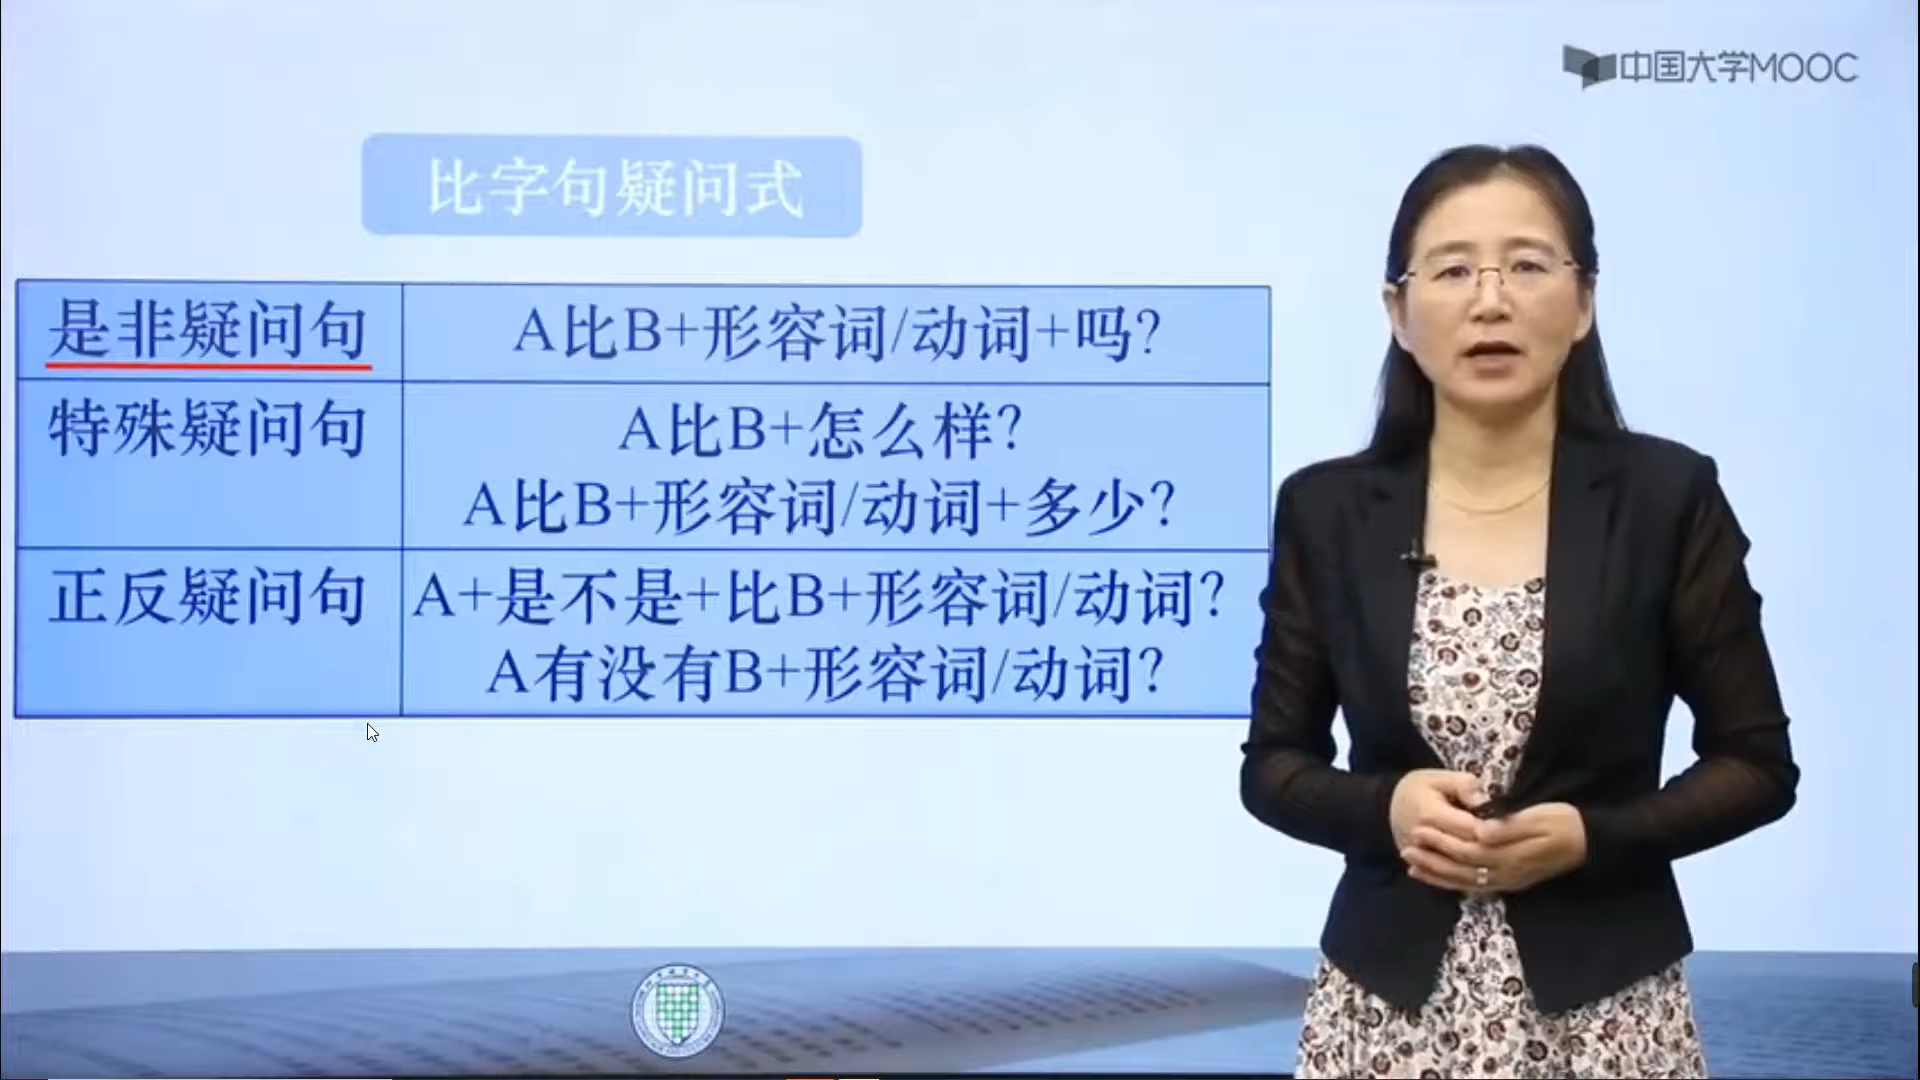 中国大学MOOC
比字句疑问式
是非疑问句
A比B+形容词/动词+吗?
特殊疑问句
A比B+怎么样?
A比B+形容词/动词+多少?
正反疑问句
A+是不是+比B+形容词/动词?
A有没有B+形容词/动词?